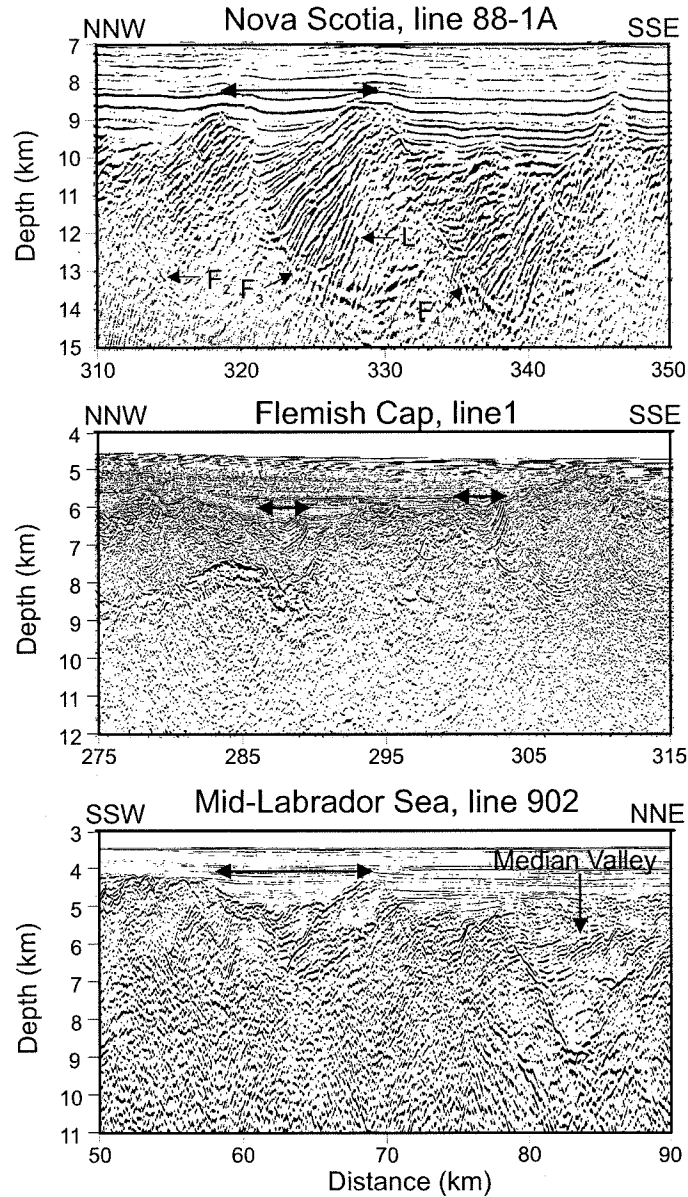 Nova Scotia, line 88-1A
NNW SSE
7
8
9
10
11
12
13
14
15
Depth (km)
L
F2 F3
F4
310 320 330 340 350
Flemish Cap, line1
NNW SSE
4
5
6
7
8
9
10
11
12
Depth (km)
275 285 295 305 315
Mid-Labrador Sea, line 902
SSW NNE
3
4
5
6
7
8
9
10
11
Depth (km)
Median Valley
50 60 70 80 90
Distance (km)